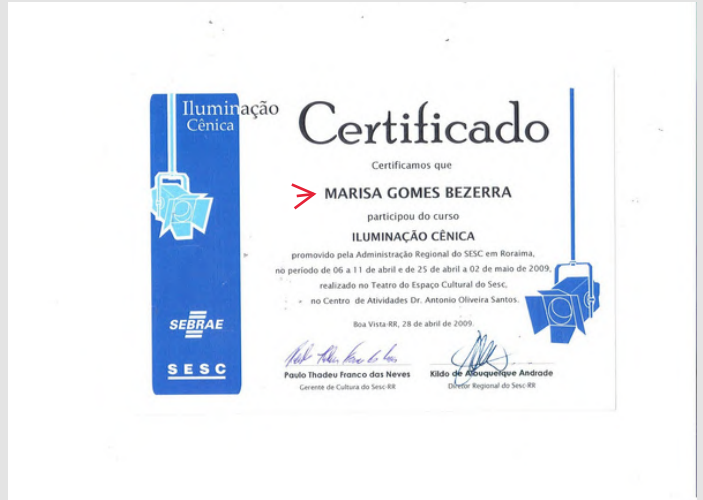 Iluminação
Cênica
Certificado
Certificamos que
MARISA GOMES BEZERRA
participou do curso
ILUMINAÇÃO CÊNICA
promovido pela Administração Regional do SESC em Roraima,
no período de 06 a 11 de abril e de 25 de abril a 02 de maio de 2009,
realizado no Teatro do Espaço Cultural do Sesc,
no Centro de Atividades Dr. Antonio Oliveira Santos.
Boa Vista-RR, 28 de abril de 2009.
SEBRAE
SESC
Paulo Thadeu Franco das Neves
Gerente de Cultura do Sesc-RR
Kildo de Albuquerque Andrade
Diretor Regional do Sesc-RR